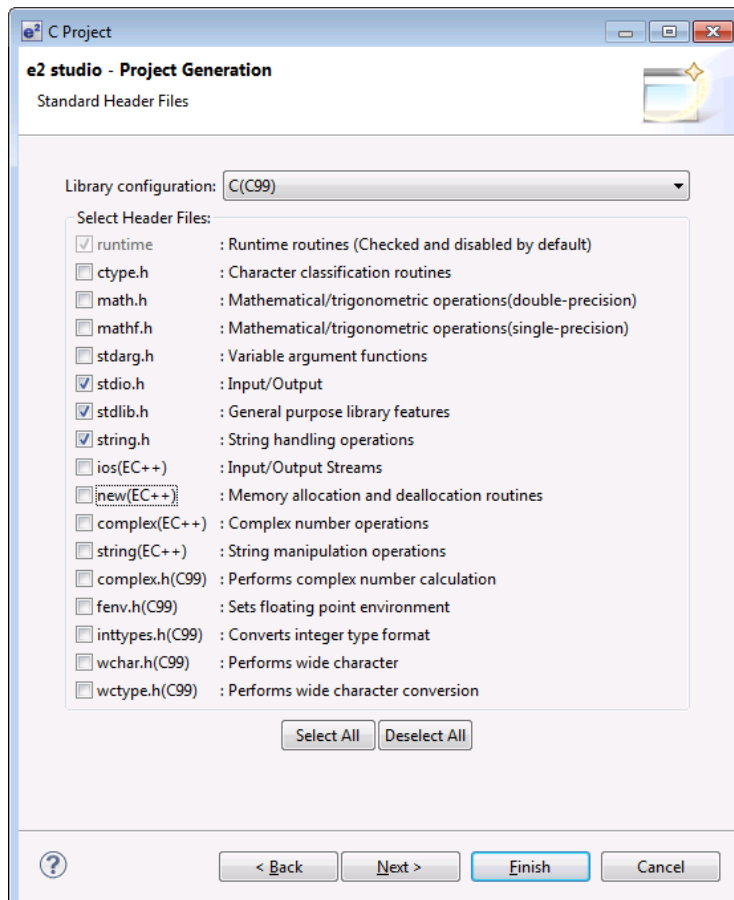 e² C Project
e2 studio - Project Generation
Standard Header Files
Library configuration: C(C99)
Select Header Files:
runtime : Runtime routines (Checked and disabled by default)
ctype.h : Character classification routines
math.h : Mathematical/trigonometric operations(double-precision)
mathf.h : Mathematical/trigonometric operations(single-precision)
stdarg.h : Variable argument functions
stdio.h : Input/Output
stdlib.h : General purpose library features
string.h : String handling operations
ios(EC++) : Input/Output Streams
new(EC++) : Memory allocation and deallocation routines
complex(EC++) : Complex number operations
string(EC++) : String manipulation operations
complex.h(C99) : Performs complex number calculation
fenv.h(C99) : Sets floating point environment
inttypes.h(C99) : Converts integer type format
wchar.h(C99) : Performs wide character
wctype.h(C99) : Performs wide character conversion
Select All Deselect All
? < Back Next > Finish Cancel